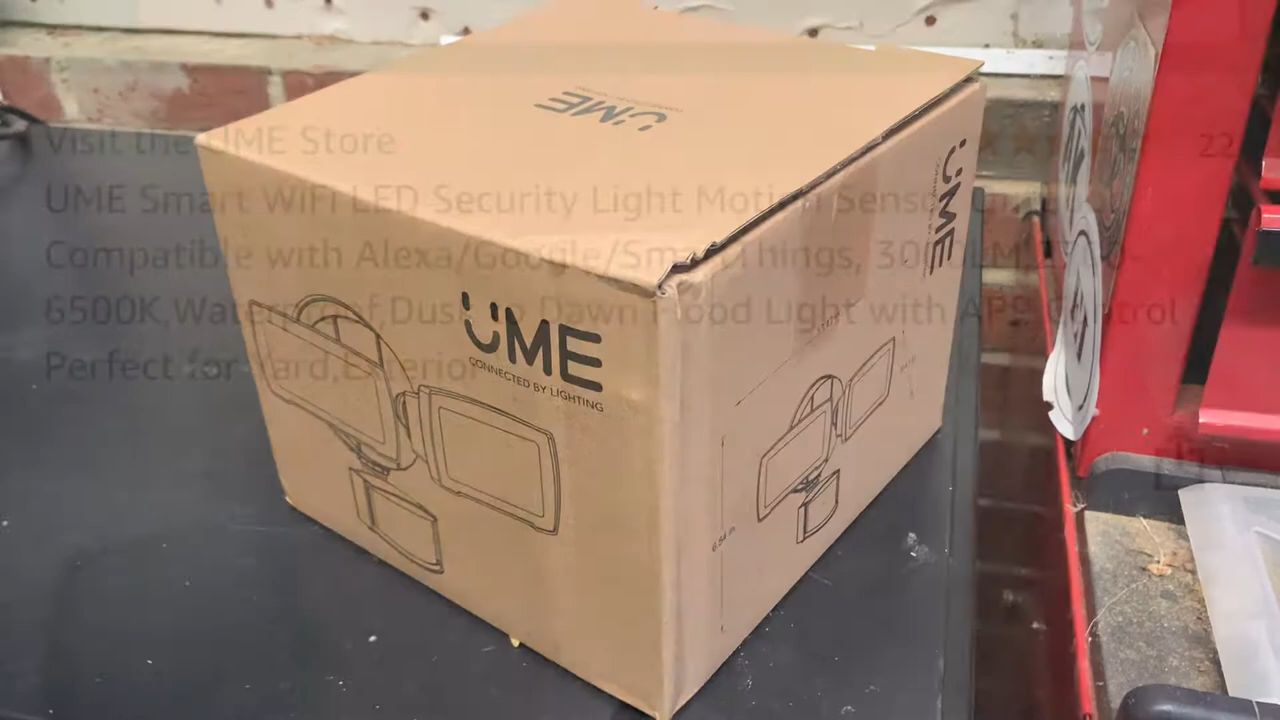 UME
Visit the UME Store
22
UME Smart WiFi LED Security Light Motion Sensor
Compatible with Alexa/Google/SmartThings,
6500K,Waterproof,Dusk to Dawn Flood Light with APP Control
Perfect for Yard,Exterior
UME
CONNECTED BY LIGHTING
UME
6.54 in